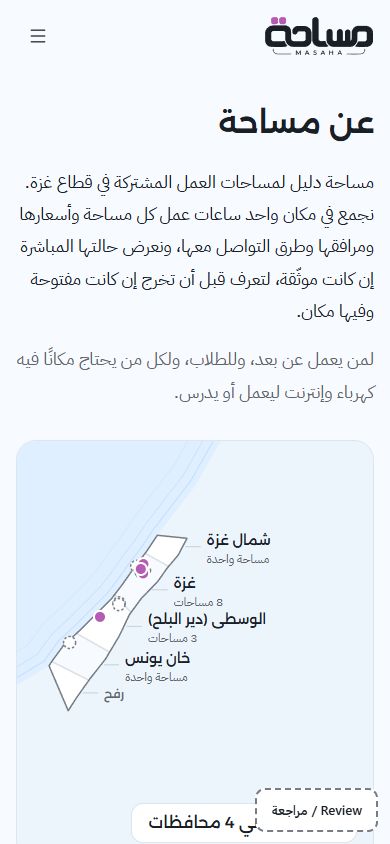 مساحة
MASAHA
عن مساحة
مساحة دليل لمساحات العمل المشتركة في قطاع غزة.
نجمع في مكان واحد ساعات عمل كل مساحة وأسعارها
ومرافقها وطرق التواصل معها، ونعرض حالتها المباشرة
إن كانت موثّقة، لتعرف قبل أن تخرج إن كانت مفتوحة
وفيها مكان.
لمن يعمل عن بعد، وللطلاب، ولكل من يحتاج مكانًا فيه
كهرباء وإنترنت ليعمل أو يدرس.
شمال غزة
مساحة واحدة
غزة
8 مساحات
الوسطى (دير البلح)
3 مساحات
خان يونس
مساحة واحدة
رفح
4 محافظات
مراجعة / Review